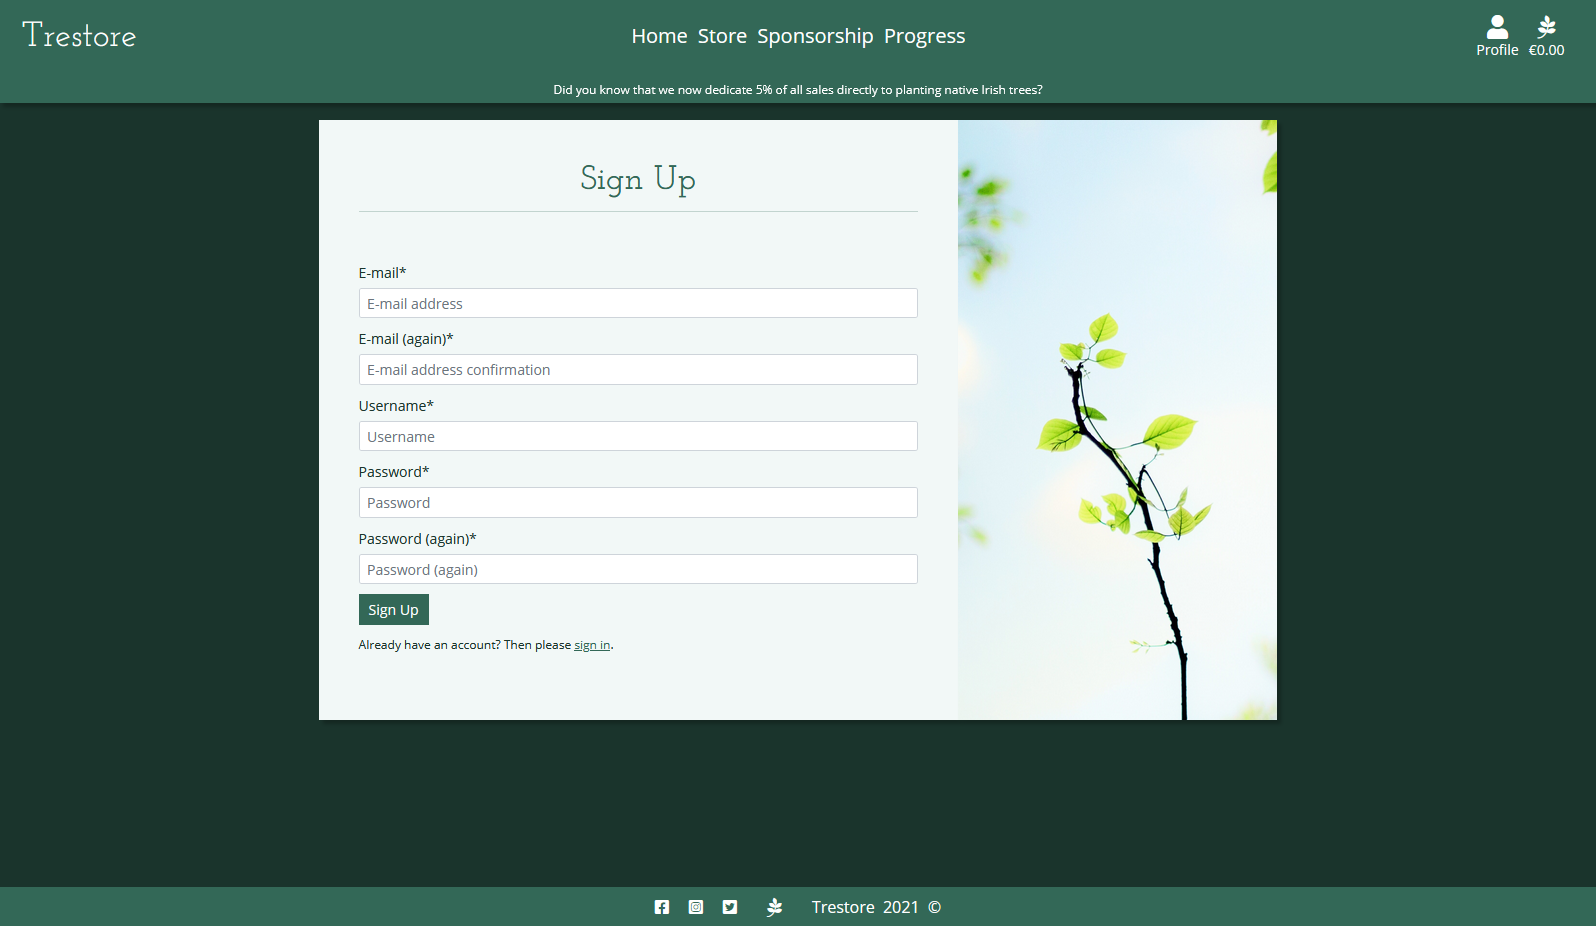 Trestore
Home Store Sponsorship Progress
Profile €0.00
Did you know that we now dedicate 5% of all sales directly to planting native Irish trees?
Sign Up
E-mail*
E-mail address
E-mail (again)*
E-mail address confirmation
Username*
Username
Password*
Password
Password (again)*
Password (again)
Sign Up
Already have an account? Then please sign in.
Trestore 2021 ©